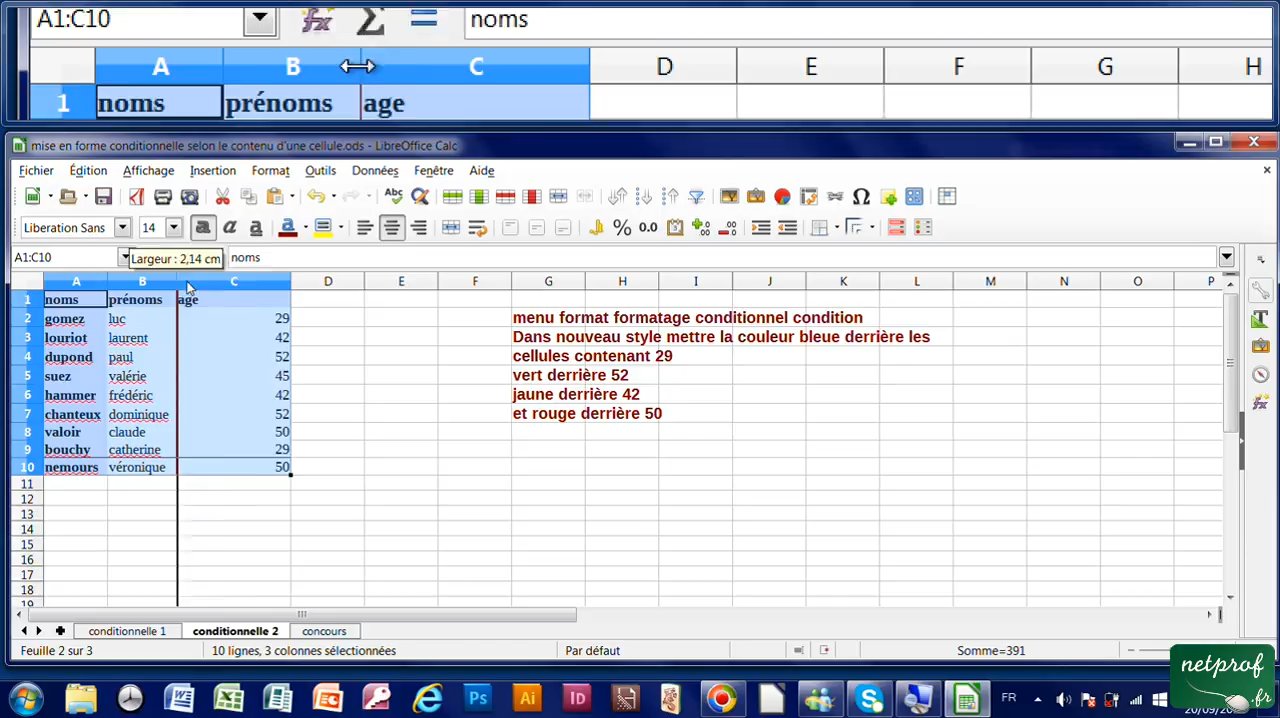 A1:C10 noms
A B C D E F G H
1 noms prénoms age
mise en forme conditionnelle selon le contenu d'une cellule.ods - LibreOffice Calc
Fichier Édition Affichage Insertion Format Outils Données Fenêtre Aide
Liberation Sans 14
A1:C10 Largeur : 2,14 cm noms
A B C D E F G H I J K L M N O P
1 noms prénoms age
2 gomez luc 29 menu format formatage conditionnel condition
3 louriot laurent 42 Dans nouveau style mettre la couleur bleue derrière les
4 dupond paul 52 cellules contenant 29
5 suez valérie 45 vert derrière 52
6 hammer frédéric 42 jaune derrière 42
7 chanteux dominique 52 et rouge derrière 50
8 valoir claude 50
9 bouchy catherine 29
10 nemours véronique 50
11
12
13
14
15
16
17
18
19
conditionnelle 1 conditionnelle 2 concours
Feuille 2 sur 3 10 lignes, 3 colonnes sélectionnées Par défaut Somme=391
netprof
.fr
Ps Ai ID FR